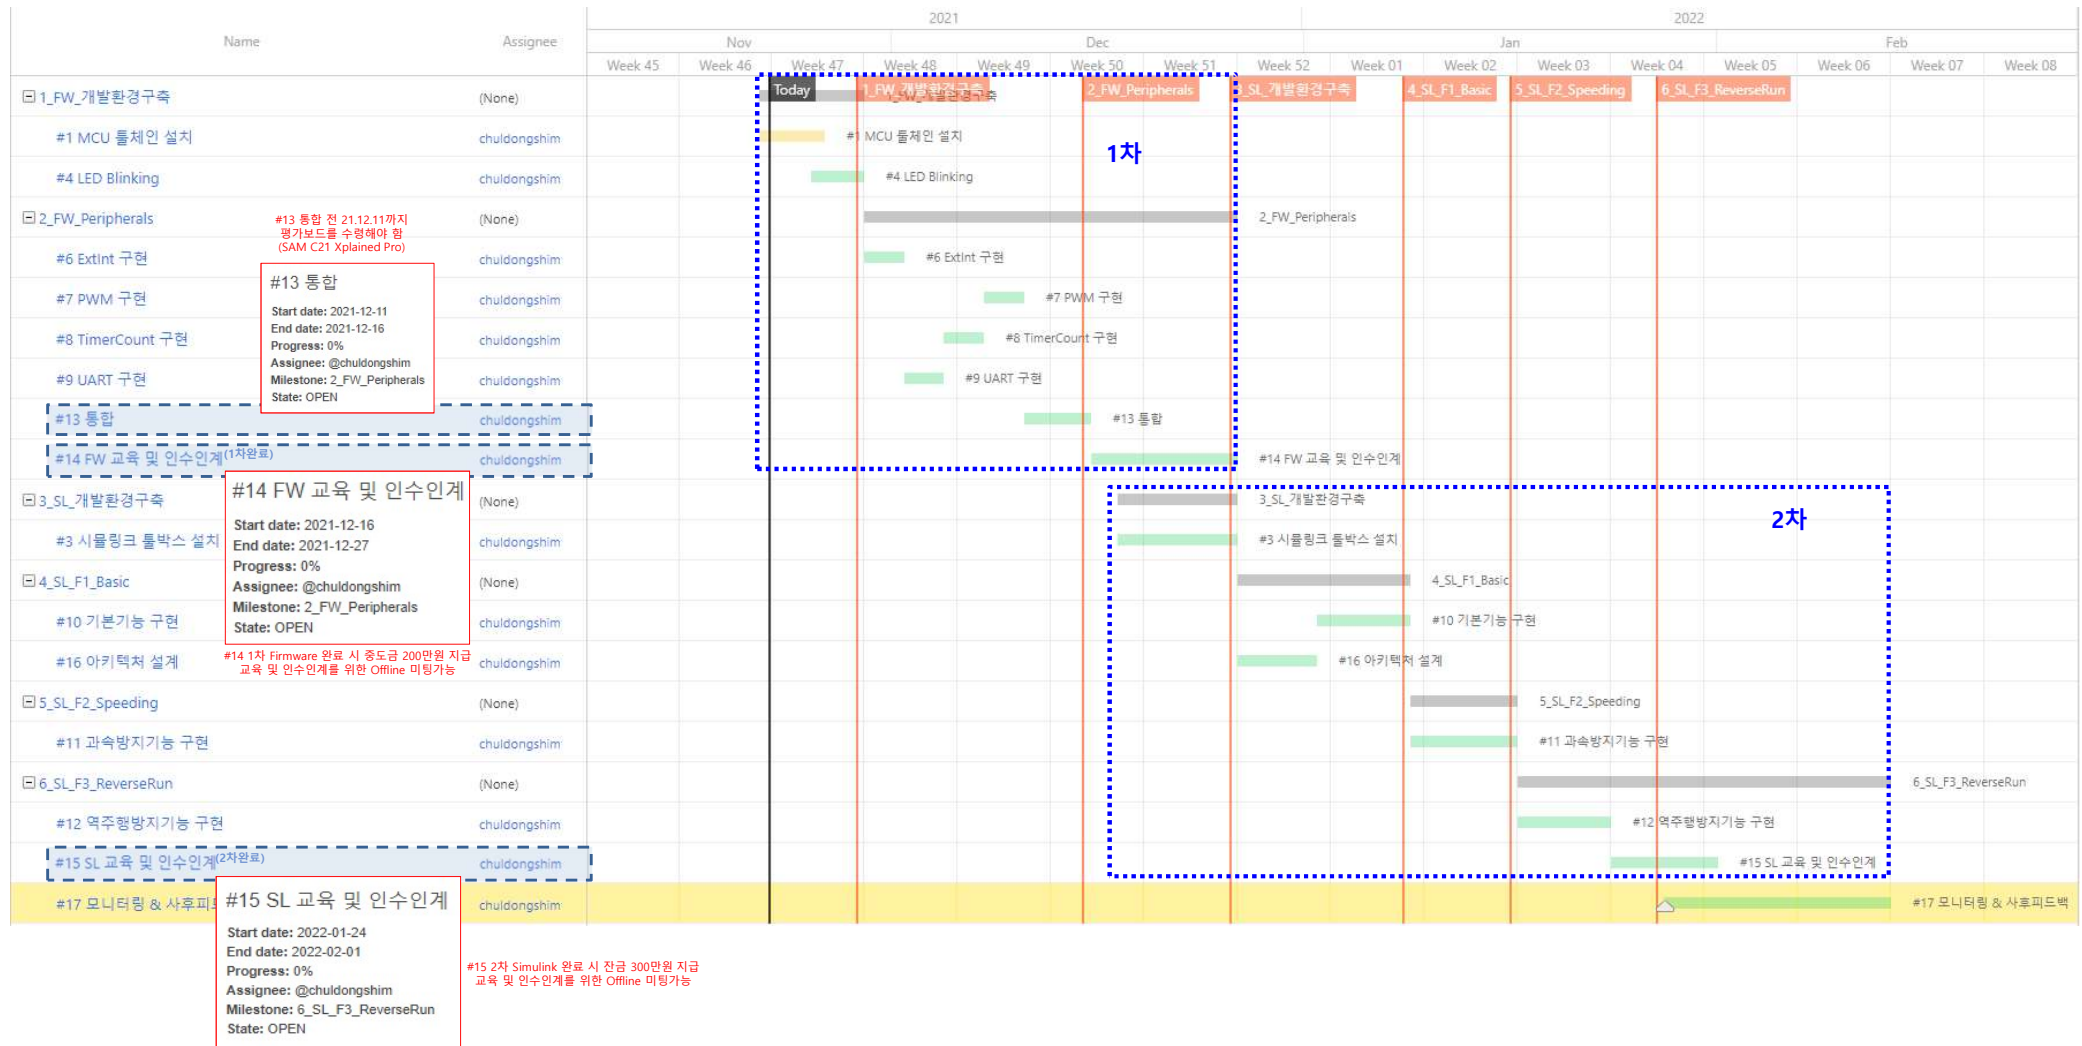 2021
2022
Name
Assignee
Nov
Dec
Jan
Feb
Week 45
Week 46
Week 47
Week 48
Week 49
Week 50
Week 51
Week 52
Week 01
Week 02
Week 03
Week 04
Week 05
Week 06
Week 07
Week 08
Today
1_FW_개발환경구축
2_FW_Peripherals
3_SL_개발환경구축
4_SL_F1_Basic
5_SL_F2_Speeding
6_SL_F3_ReverseRun
1_FW_개발환경구축
(None)
1_FW_개발환경구축
#1 MCU 툴체인 설치
chuldongshim
#1 MCU 툴체인 설치
1차
#4 LED Blinking
chuldongshim
#4 LED Blinking
2_FW_Peripherals
(None)
2_FW_Peripherals
#13 통합 전 21.12.11까지
평가보드를 수령해야 함
(SAM C21 Xplained Pro)
#6 ExtInt 구현
chuldongshim
#6 ExtInt 구현
#7 PWM 구현
chuldongshim
#7 PWM 구현
#8 TimerCount 구현
chuldongshim
#8 TimerCount 구현
#9 UART 구현
chuldongshim
#9 UART 구현
#13 통합
Start date: 2021-12-11
End date: 2021-12-16
Progress: 0%
Assignee: @chuldongshim
Milestone: 2_FW_Peripherals
State: OPEN
#13 통합
chuldongshim
#13 통합
#14 FW 교육 및 인수인계(1차완료)
chuldongshim
#14 FW 교육 및 인수인계
#14 FW 교육 및 인수인계
Start date: 2021-12-16
End date: 2021-12-27
Progress: 0%
Assignee: @chuldongshim
Milestone: 2_FW_Peripherals
State: OPEN
3_SL_개발환경구축
(None)
3_SL_개발환경구축
2차
#3 시뮬링크 툴박스 설치
chuldongshim
#3 시뮬링크 툴박스 설치
4_SL_F1_Basic
(None)
4_SL_F1_Basic
#10 기본기능 구현
chuldongshim
#10 기본기능 구현
#16 아키텍처 설계
chuldongshim
#16 아키텍처 설계
#14 1차 Firmware 완료 시 중도금 200만원 지급
교육 및 인수인계를 위한 Offline 미팅가능
5_SL_F2_Speeding
(None)
5_SL_F2_Speeding
#11 과속방지기능 구현
chuldongshim
#11 과속방지기능 구현
6_SL_F3_ReverseRun
(None)
6_SL_F3_ReverseRun
#12 역주행방지기능 구현
chuldongshim
#12 역주행방지기능 구현
#15 SL 교육 및 인수인계(2차완료)
chuldongshim
#15 SL 교육 및 인수인계
#17 모니터링 & 사후피드
chuldongshim
#17 모니터링 & 사후피드백
#15 SL 교육 및 인수인계
Start date: 2022-01-24
End date: 2022-02-01
Progress: 0%
Assignee: @chuldongshim
Milestone: 6_SL_F3_ReverseRun
State: OPEN
#15 2차 Simulink 완료 시 잔금 300만원 지급
교육 및 인수인계를 위한 Offline 미팅가능